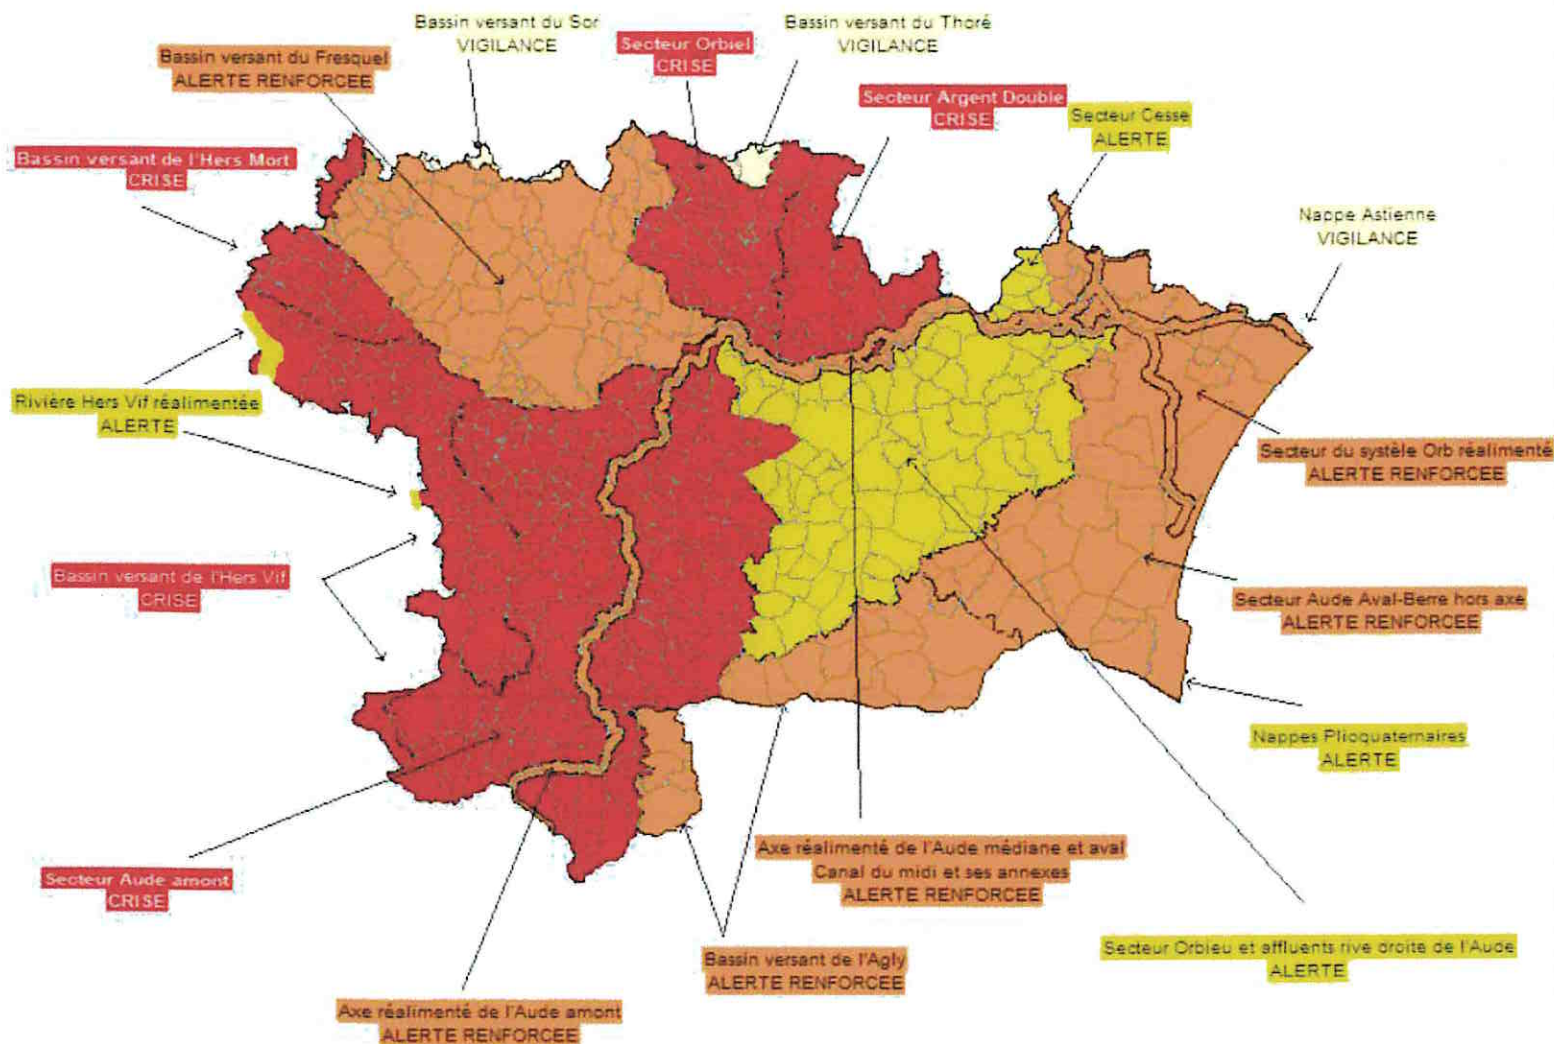 Bassin versant du Sor
VIGILANCE
Bassin versant du Thoré
VIGILANCE
Secteur Orbiel
CRISE
Bassin versant du Fresquel
ALERTE RENFORCEE
Secteur Argent Double
CRISE
Secteur Cesse
ALERTE
Bassin versant de l'Hers Mort
CRISE
Nappe Astienne
VIGILANCE
Rivière Hers Vif réalimentée
ALERTE
Secteur du systèle Orb réalimenté
ALERTE RENFORCEE
Bassin versant de l'Hers Vif
CRISE
Secteur Aude Aval-Berre hors axe
ALERTE RENFORCEE
Nappes Plioquaternaires
ALERTE
Axe réalimenté de l'Aude médiane et aval
Canal du midi et ses annexes
ALERTE RENFORCEE
Secteur Aude amont
CRISE
Secteur Orbieu et affluents rive droite de l'Aude
ALERTE
Bassin versant de l'Agly
ALERTE RENFORCEE
Axe réalimenté de l'Aude amont
ALERTE RENFORCEE